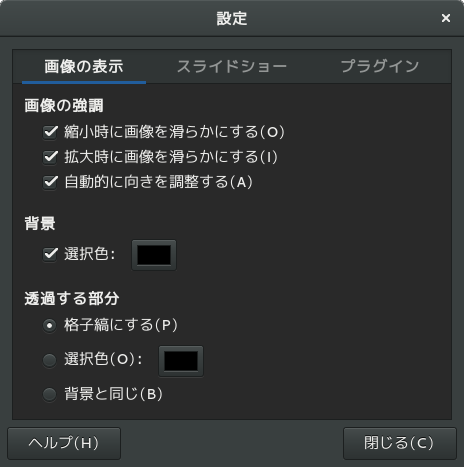 設定
画像の表示 スライドショー プラグイン
画像の強調
縮小時に画像を滑らかにする(O)
拡大時に画像を滑らかにする(I)
自動的に向きを調整する(A)
背景
選択色:
透過する部分
格子縞にする(P)
選択色(O):
背景と同じ(B)
ヘルプ(H) 閉じる(C)